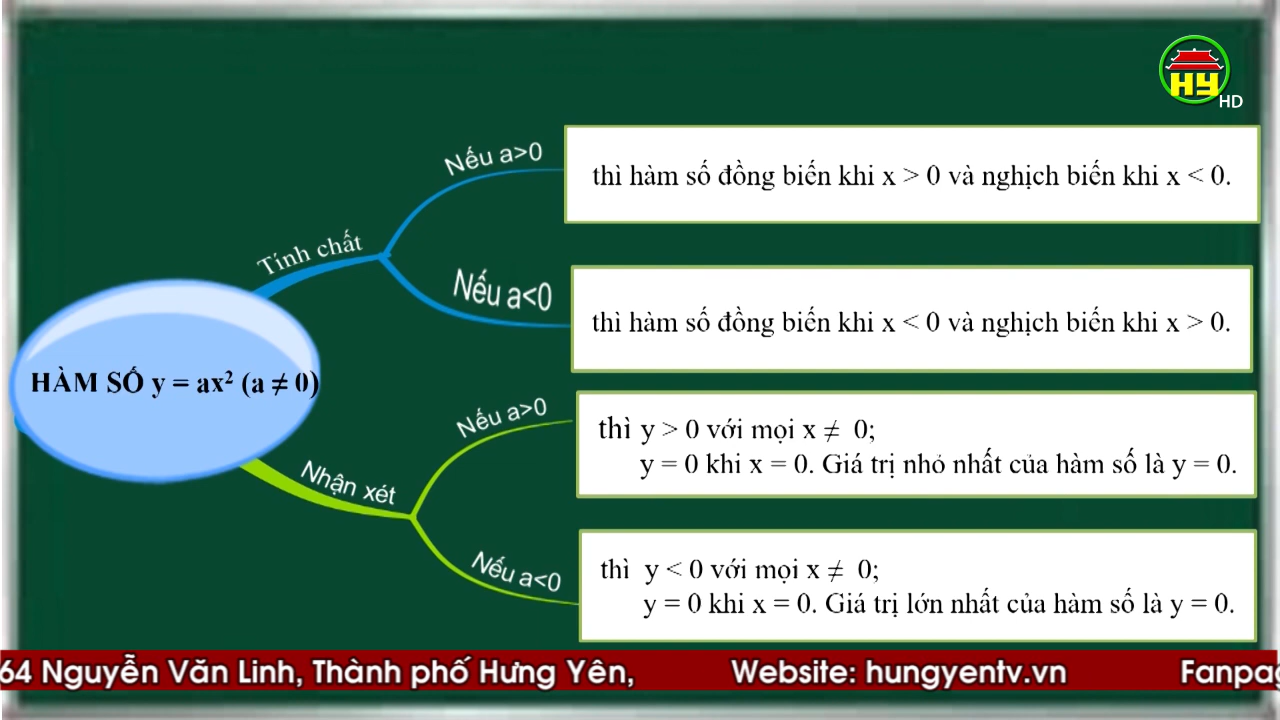 HY
HD
Nếu a>0
thì hàm số đồng biến khi x > 0 và nghịch biến khi x < 0.
Tính chất
Nếu a<0
thì hàm số đồng biến khi x < 0 và nghịch biến khi x > 0.
HÀM SỐ y = ax² (a ≠ 0)
Nếu a>0
thì y > 0 với mọi x ≠ 0;
y = 0 khi x = 0. Giá trị nhỏ nhất của hàm số là y = 0.
Nhận xét
Nếu a<0
thì y < 0 với mọi x ≠ 0;
y = 0 khi x = 0. Giá trị lớn nhất của hàm số là y = 0.
64 Nguyễn Văn Linh, Thành phố Hưng Yên, Website: hungyentv.vn Fanpag